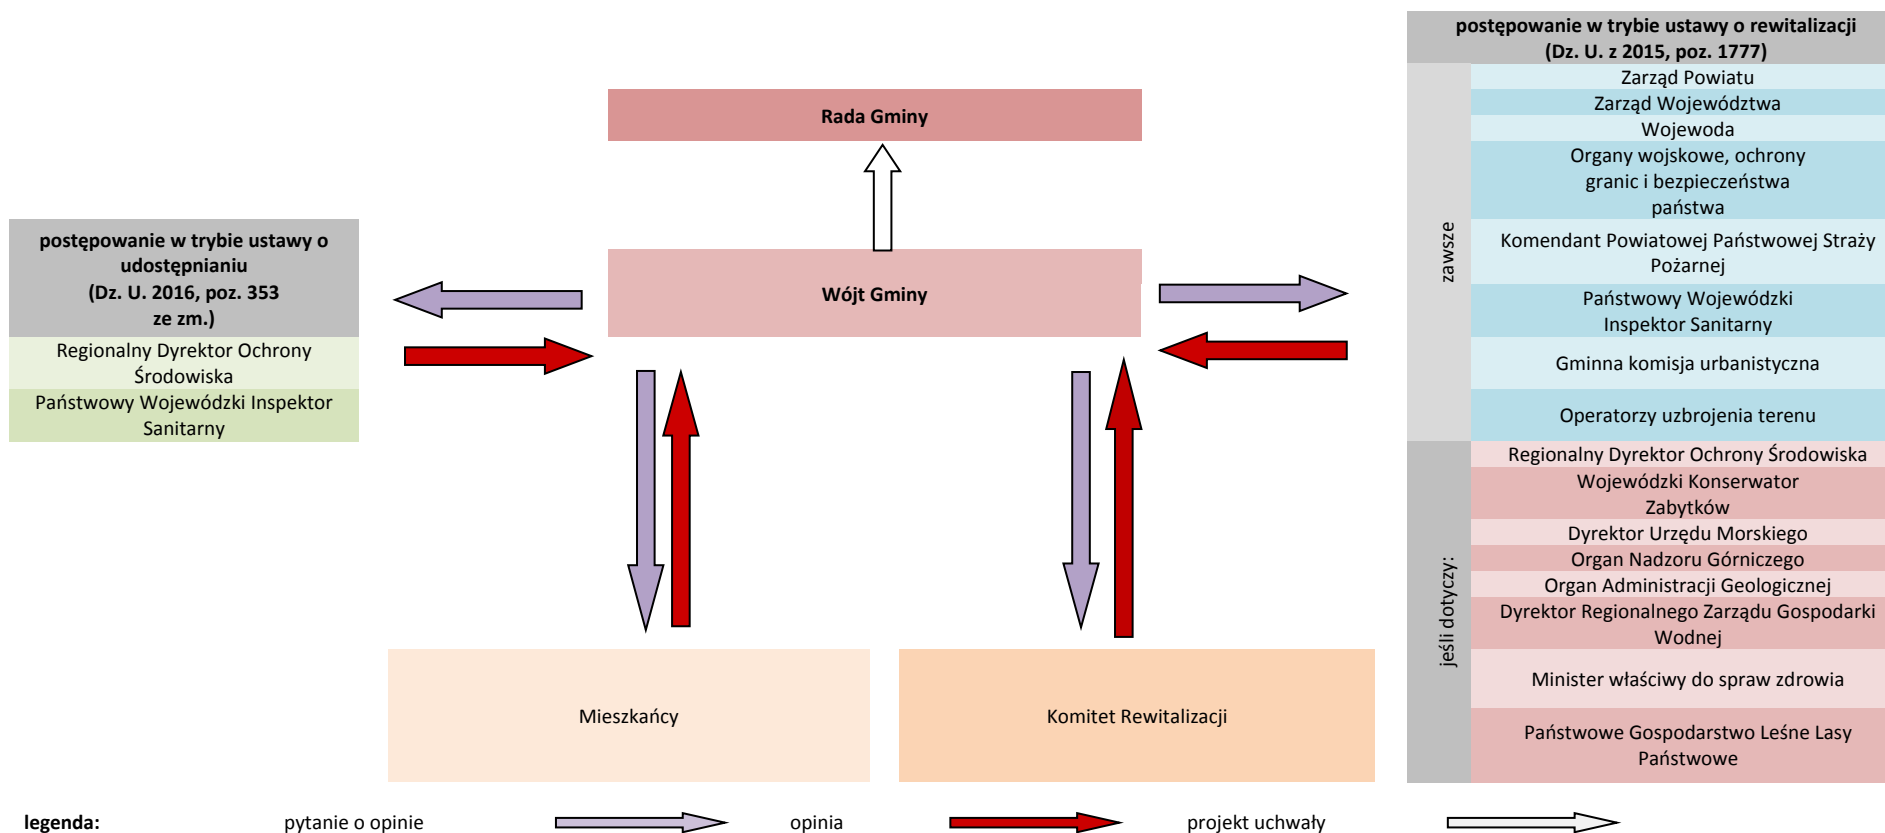 postępowanie w trybie ustawy o rewitalizacji
(Dz. U. z 2015, poz. 1777)
zawsze
Zarząd Powiatu
Zarząd Województwa
Wojewoda
Organy wojskowe, ochrony
granic i bezpieczeństwa
państwa
Komendant Powiatowej Państwowej Straży
Pożarnej
Państwowy Wojewódzki
Inspektor Sanitarny
Gminna komisja urbanistyczna
Operatorzy uzbrojenia terenu
jeśli dotyczy:
Regionalny Dyrektor Ochrony Środowiska
Wojewódzki Konserwator
Zabytków
Dyrektor Urzędu Morskiego
Organ Nadzoru Górniczego
Organ Administracji Geologicznej
Dyrektor Regionalnego Zarządu Gospodarki
Wodnej
Minister właściwy do spraw zdrowia
Państwowe Gospodarstwo Leśne Lasy
Państwowe
Rada Gminy
Wójt Gminy
postępowanie w trybie ustawy o
udostępnianiu
(Dz. U. 2016, poz. 353
ze zm.)
Regionalny Dyrektor Ochrony
Środowiska
Państwowy Wojewódzki Inspektor
Sanitarny
Mieszkańcy
Komitet Rewitalizacji
legenda:
pytanie o opinie
opinia
projekt uchwały